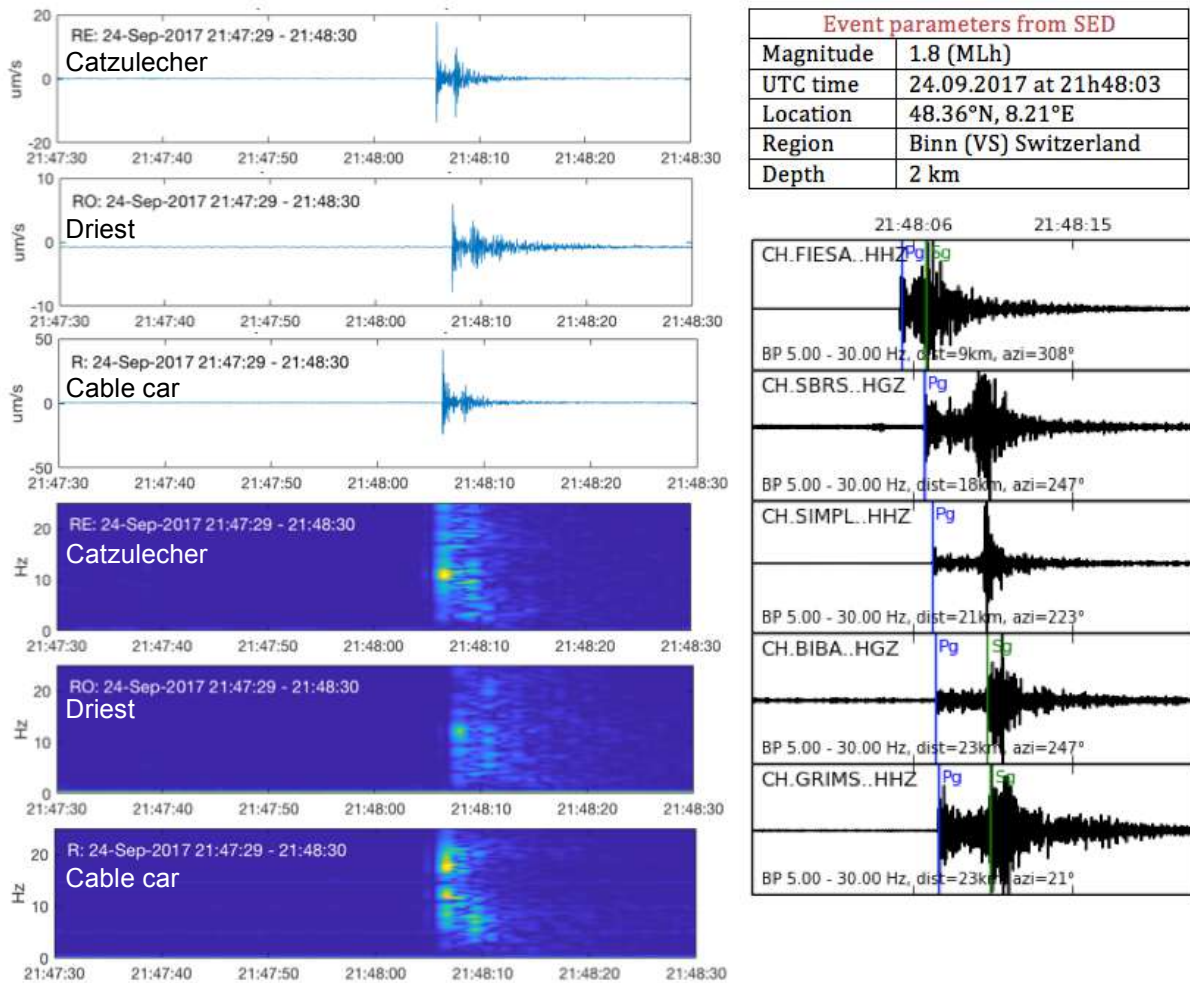 20
RE: 24-Sep-2017 21:47:29 - 21:48:30
Catzulecher
um/s
0
-20
21:47:30 21:47:40 21:47:50 21:48:00 21:48:10 21:48:20 21:48:30
10
RO: 24-Sep-2017 21:47:29 - 21:48:30
Driest
um/s
0
-10
21:47:30 21:47:40 21:47:50 21:48:00 21:48:10 21:48:20 21:48:30
50
R: 24-Sep-2017 21:47:29 - 21:48:30
Cable car
um/s
0
-50
21:47:30 21:47:40 21:47:50 21:48:00 21:48:10 21:48:20 21:48:30
RE: 24-Sep-2017 21:47:29 - 21:48:30
20
Catzulecher
Hz
10
0
21:47:30 21:47:40 21:47:50 21:48:00 21:48:10 21:48:20 21:48:30
RO: 24-Sep-2017 21:47:29 - 21:48:30
20
Driest
Hz
10
0
21:47:30 21:47:40 21:47:50 21:48:00 21:48:10 21:48:20 21:48:30
R: 24-Sep-2017 21:47:29 - 21:48:30
20
Cable car
Hz
10
0
21:47:30 21:47:40 21:47:50 21:48:00 21:48:10 21:48:20 21:48:30
Event parameters from SED
Magnitude 1.8 (MLh)
UTC time 24.09.2017 at 21h48:03
Location 48.36°N, 8.21°E
Region Binn (VS) Switzerland
Depth 2 km
21:48:06 21:48:15
CH.FIESA..HHZ Pg Sg
BP 5.00 - 30.00 Hz, dist=9km, azi=308°
CH.SBRS..HGZ Pg
BP 5.00 - 30.00 Hz, dist=18km, azi=247°
CH.SIMPL..HHZ Pg
BP 5.00 - 30.00 Hz, dist=21km, azi=223°
CH.BIBA..HGZ Pg Sg
BP 5.00 - 30.00 Hz, dist=23km, azi=247°
CH.GRIMS..HHZ Pg Sg
BP 5.00 - 30.00 Hz, dist=23km, azi=21°